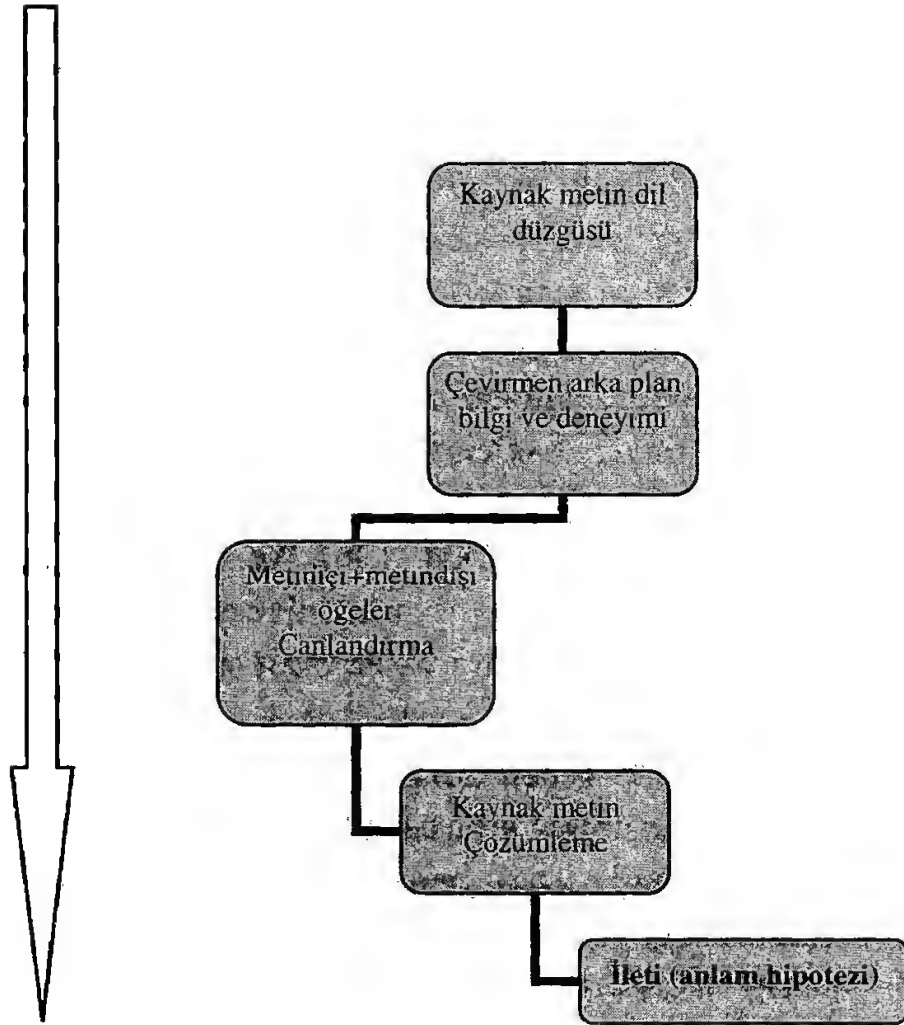 Kaynak metin dil
düzgüsü
Çevirmen arka plan
bilgi ve deneyimi
Metiniçi+metindışı
öğeler
Canlandırma
Kaynak metin
Çözümleme
İleti (anlam hipotezi)